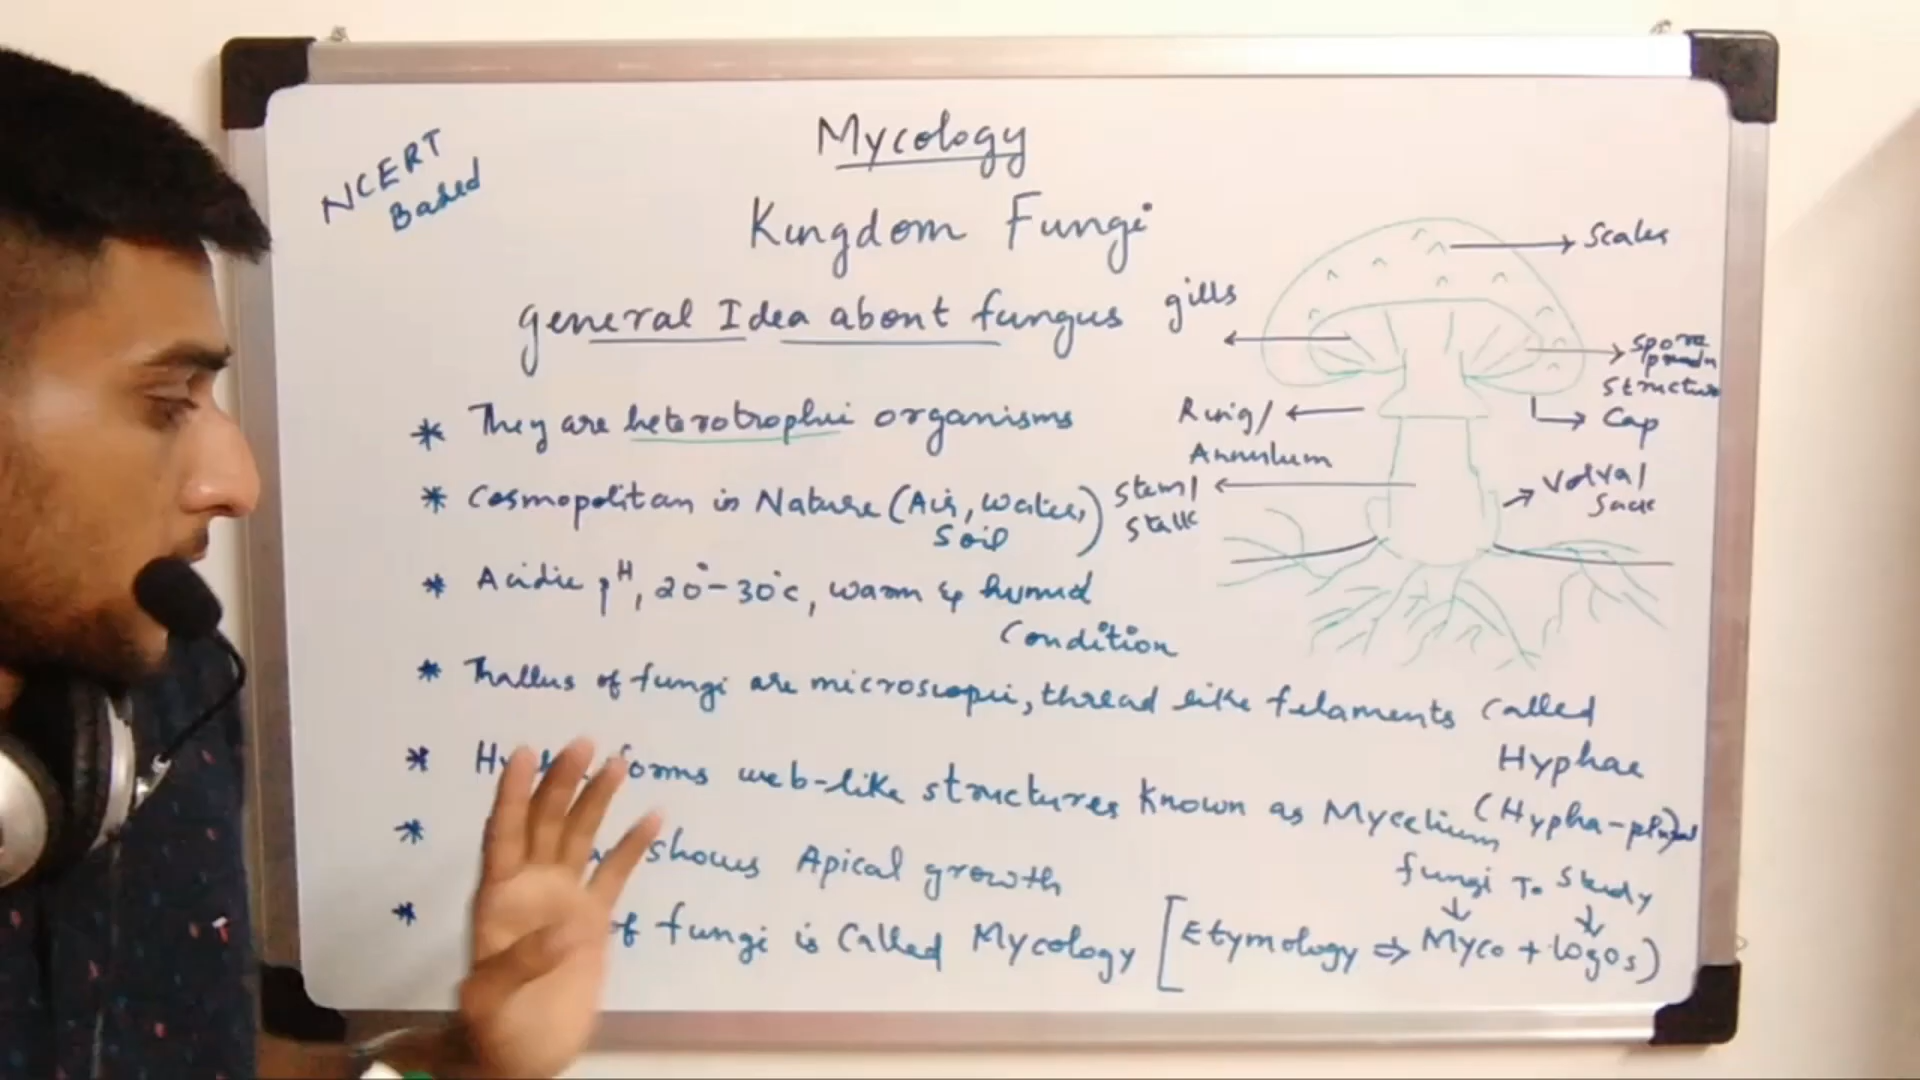 NCERT
Based
Mycology
Kingdom Fungi
general Idea about fungus
* They are heterotrophic organisms
* Cosmopolitan in Nature (Air, water,
Soil)
* Acidic pH, 20°-30°c, warm & humid
Condition
* Thallus of fungi are microscopic, thread like filaments called
Hyphae
(Hypha-plural)
* forms web-like structures known as Mycelium
* shows Apical growth
* of fungi is called Mycology [Etymology ⇒ Myco + logos)
fungi To Study
↓ ↓
Scales
gills
Spore
Structure
Ring/
Annulum
Cap
Stem/
Stalk
Volva/
Sack